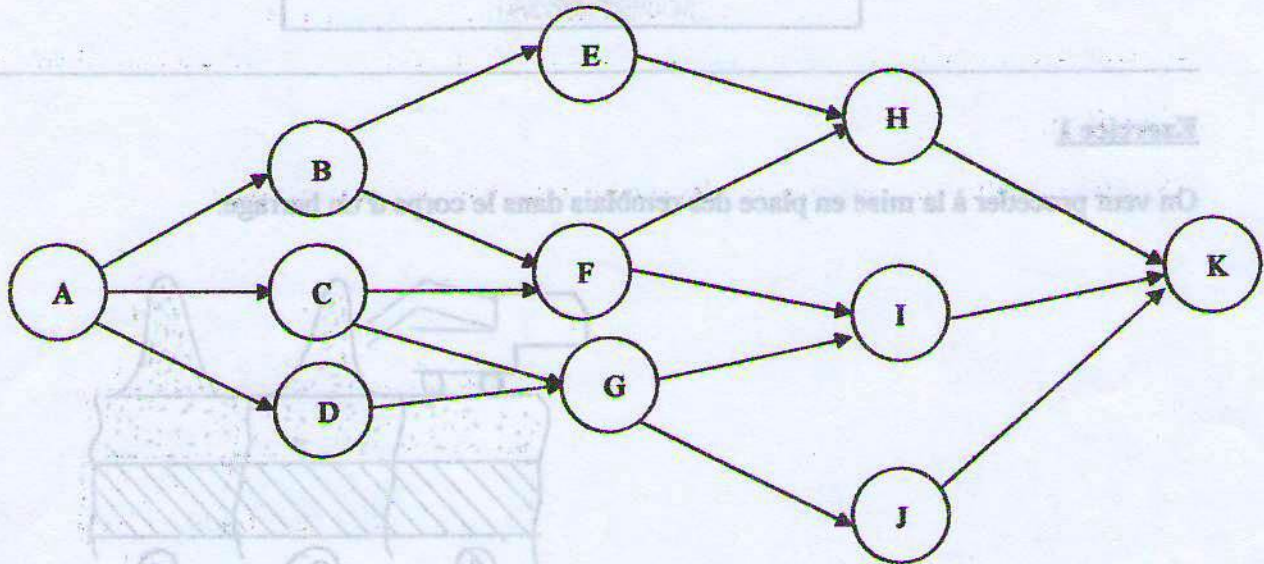 E
H
Exercice 1
B
On veut procéder à la mise en place des remblais dans le corps d'un barrage.
F
K
A
C
I
G
D
J